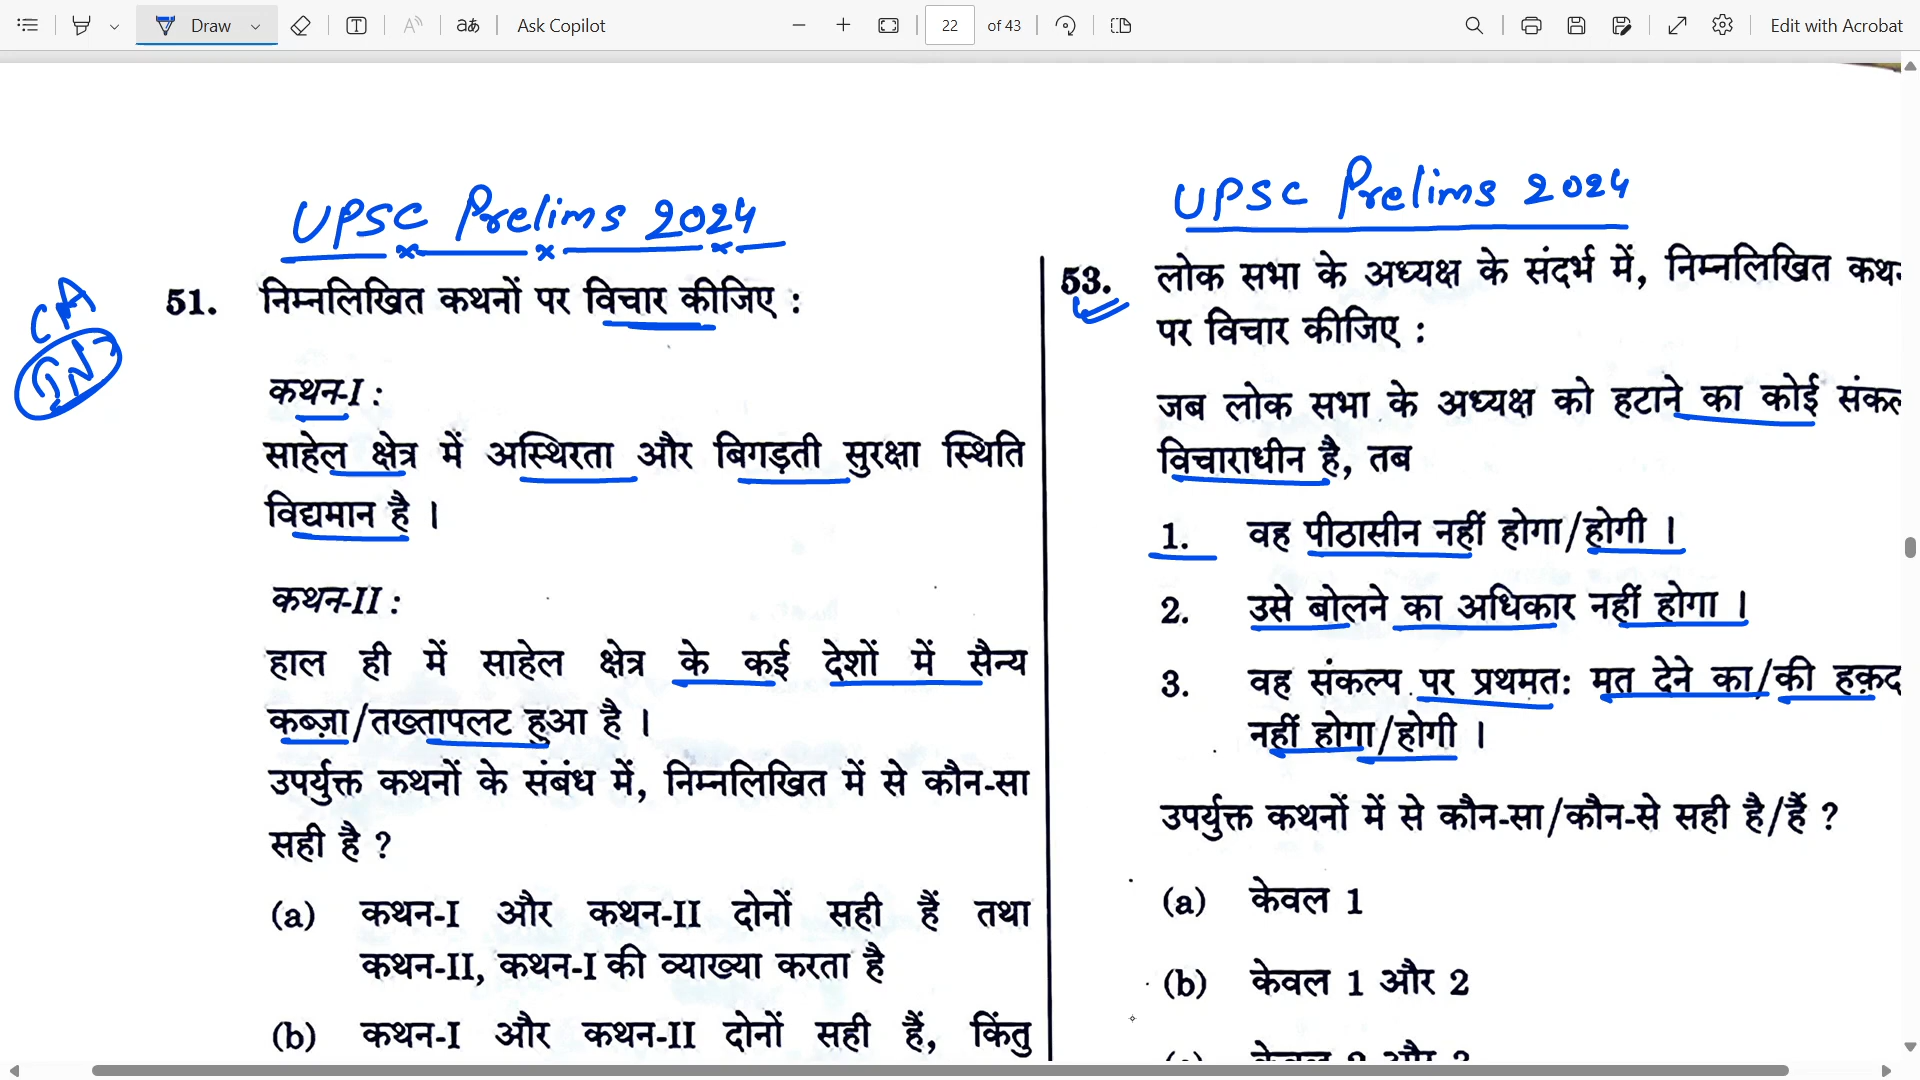 Draw
Ask Copilot
22 of 43
Edit with Acrobat
UPSC Prelims 2024
CA
IN
51. निम्नलिखित कथनों पर विचार कीजिए :
कथन-I :
साहेल क्षेत्र में अस्थिरता और बिगड़ती सुरक्षा स्थिति
विद्यमान है ।
कथन-II :
हाल ही में साहेल क्षेत्र के कई देशों में सैन्य
कब्ज़ा/तख्तापलट हुआ है ।
उपर्युक्त कथनों के संबंध में, निम्नलिखित में से कौन-सा
सही है ?
(a) कथन-I और कथन-II दोनों सही हैं तथा
कथन-II, कथन-I की व्याख्या करता है
(b) कथन-I और कथन-II दोनों सही हैं, किंतु
UPSC Prelims 2024
53. लोक सभा के अध्यक्ष के संदर्भ में, निम्नलिखित
पर विचार कीजिए :
जब लोक सभा के अध्यक्ष को हटाने का कोई
विचाराधीन है, तब
1. वह पीठासीन नहीं होगा/होगी ।
2. उसे बोलने का अधिकार नहीं होगा ।
3. वह संकल्प पर प्रथमत: मत देने का/की हक़द
नहीं होगा/होगी ।
उपर्युक्त कथनों में से कौन-सा/कौन-से सही है/हैं ?
(a) केवल 1
(b) केवल 1 और 2